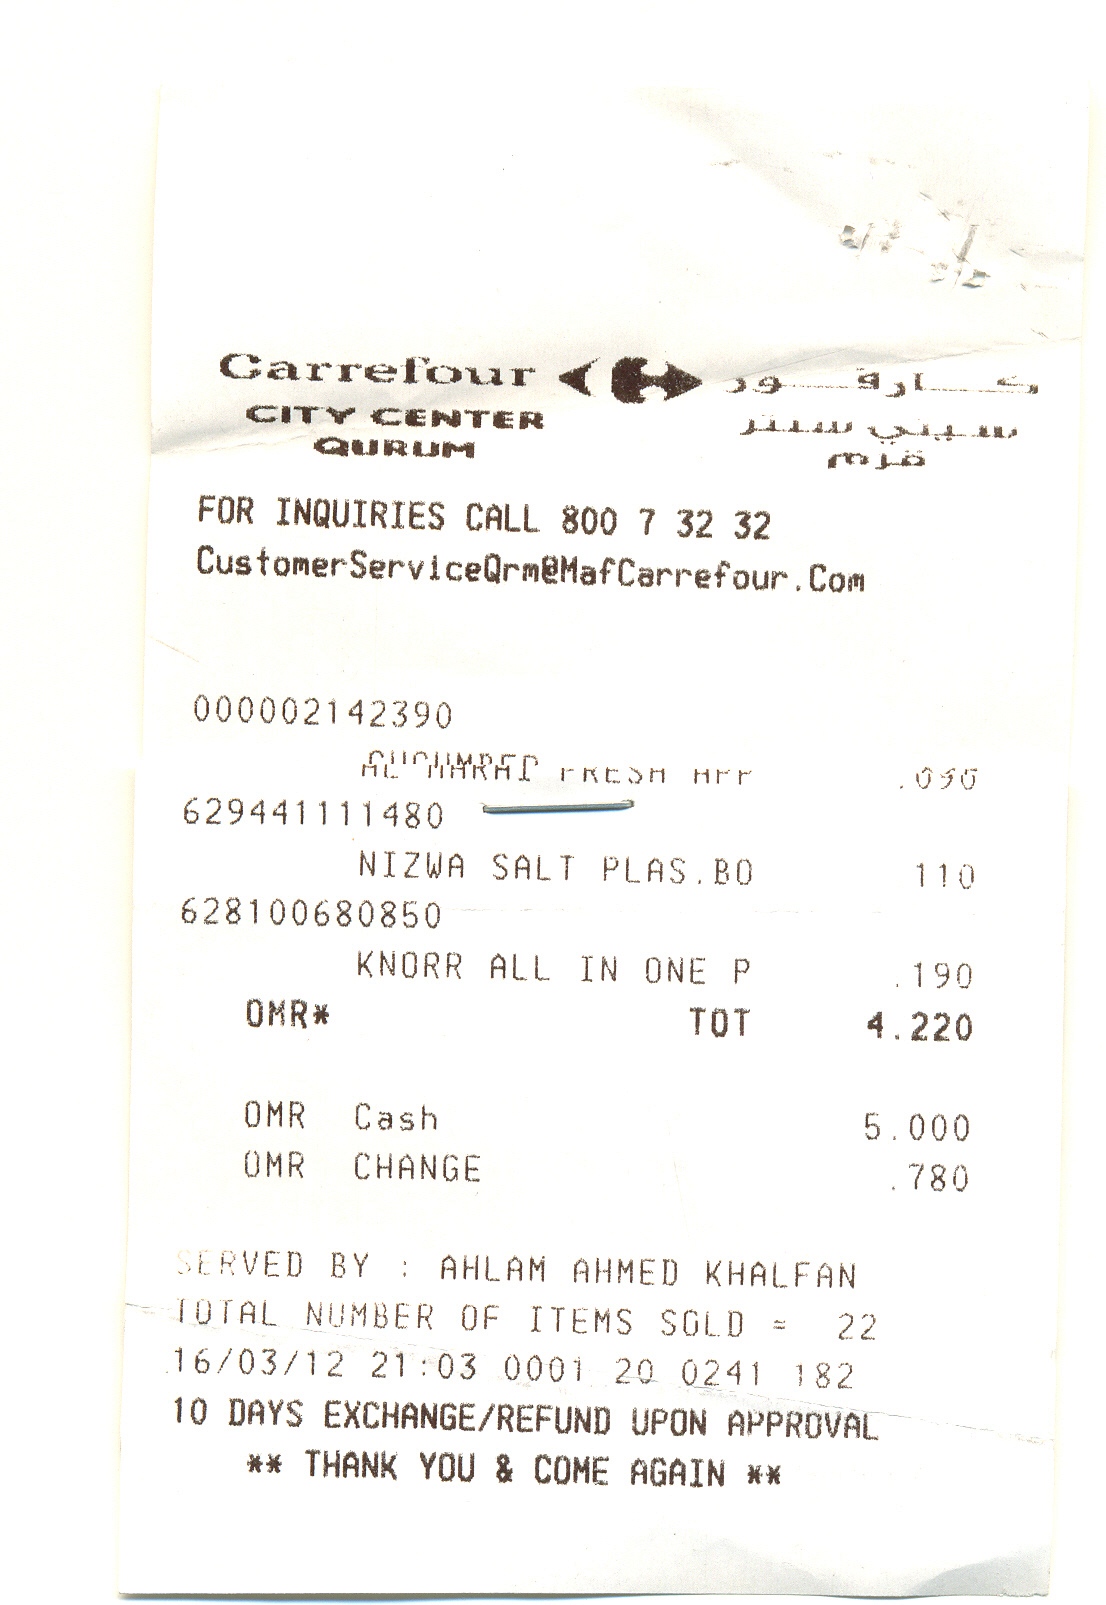 Carrefour كارفور
CITY CENTER سيتي سنتر
QURUM قرم
FOR INQUIRIES CALL 800 7 32 32
CustomerServiceQrm@MafCarrefour.Com
000002142390
FRESH
629441111480
NIZWA SALT PLAS.BO 110
628100680850
KNORR ALL IN ONE P .190
OMR* TOT 4.220
OMR Cash 5.000
OMR CHANGE .780
SERVED BY : AHLAM AHMED KHALFAN
TOTAL NUMBER OF ITEMS SOLD = 22
16/03/12 21:03 0001 20 0241 182
10 DAYS EXCHANGE/REFUND UPON APPROVAL
** THANK YOU & COME AGAIN **